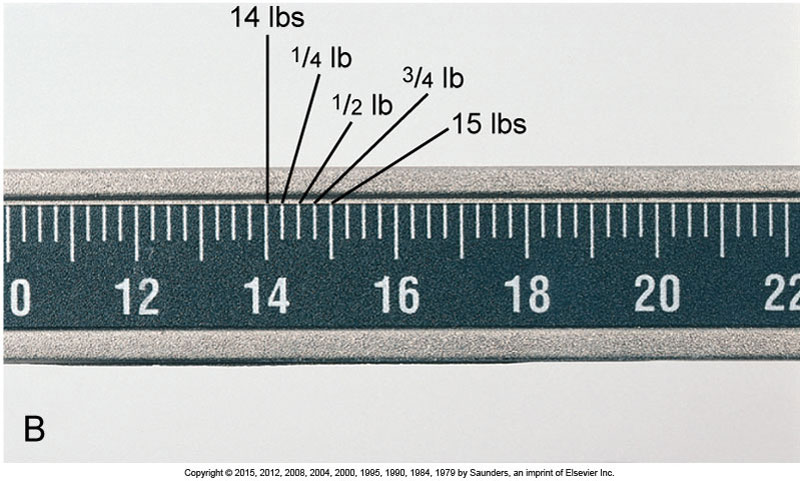 14 lbs
1/4 lb
3/4 lb
1/2 lb
15 lbs
0 12 14 16 18 20 22
B
Copyright © 2015, 2012, 2008, 2004, 2000, 1995, 1990, 1984, 1979 by Saunders, an imprint of Elsevier Inc.